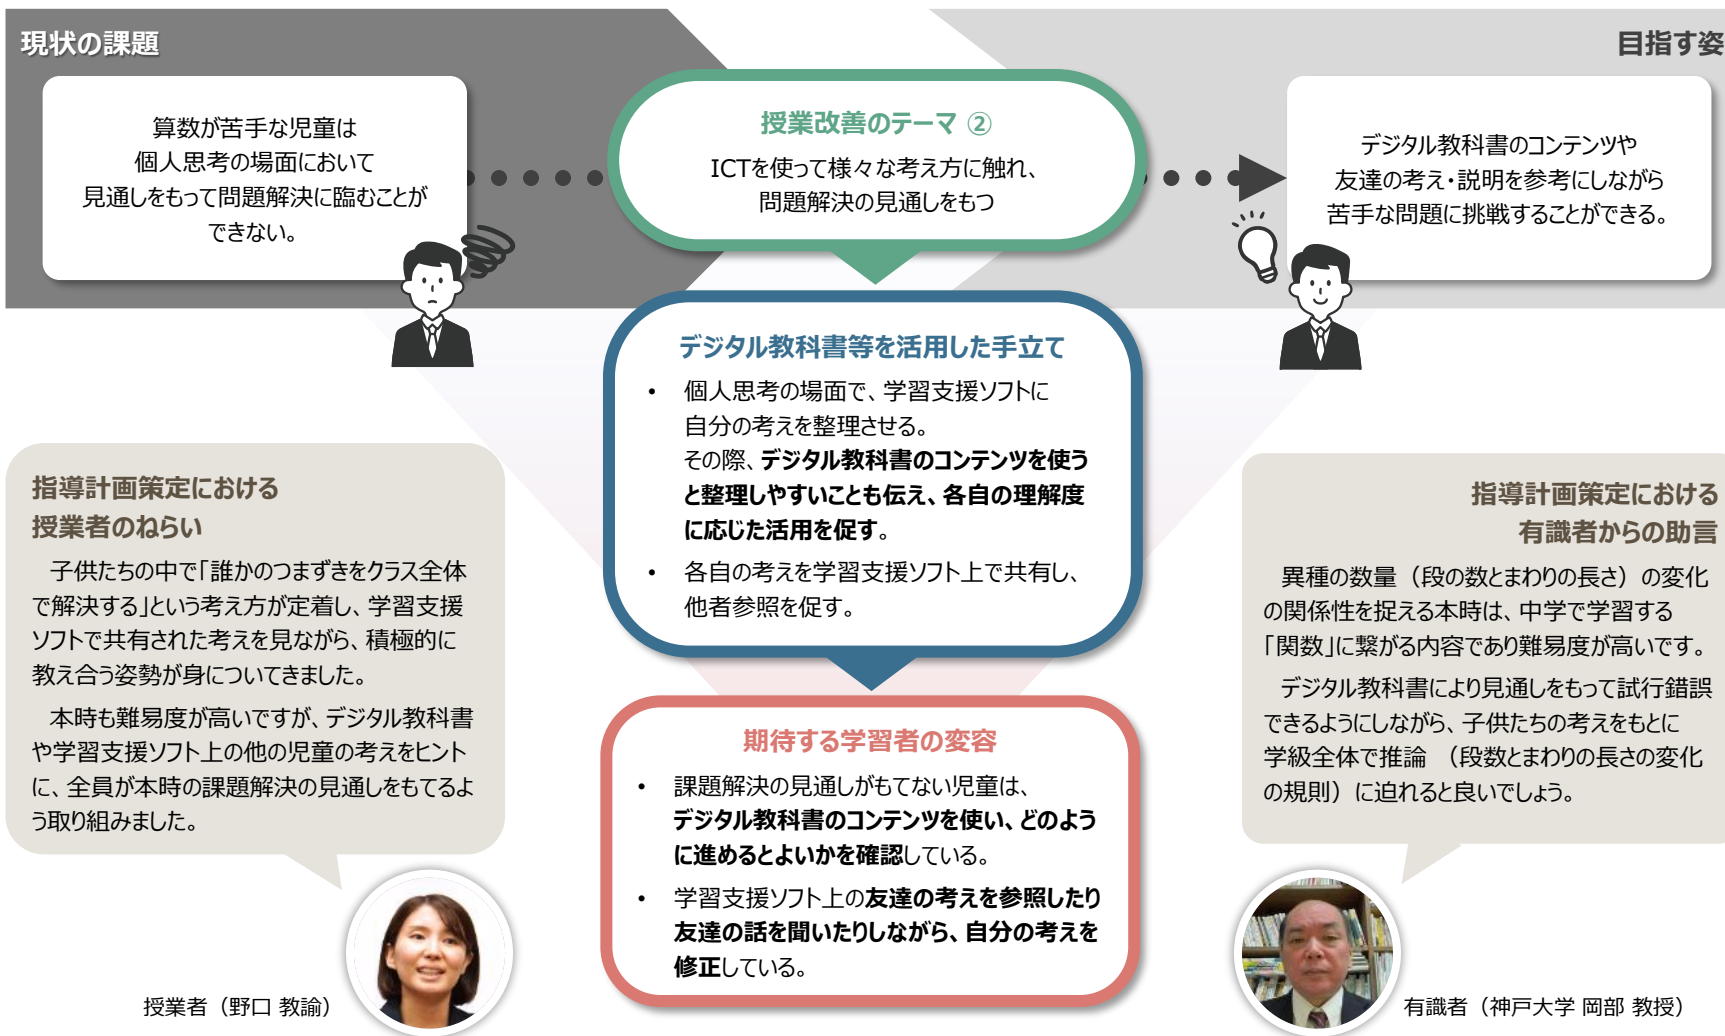 現状の課題
目指す姿
算数が苦手な児童は
個人思考の場面において
見通しをもって問題解決に臨むことが
できない。
授業改善のテーマ ②
ICTを使って様々な考え方に触れ、
問題解決の見通しをもつ
デジタル教科書のコンテンツや
友達の考え・説明を参考にしながら
苦手な問題に挑戦することができる。
デジタル教科書等を活用した手立て
• 個人思考の場面で、学習支援ソフトに
自分の考えを整理させる。
その際、デジタル教科書のコンテンツを使う
と整理しやすいことも伝え、各自の理解度
に応じた活用を促す。
• 各自の考えを学習支援ソフト上で共有し、
他者参照を促す。
指導計画策定における
授業者のねらい
子供たちの中で「誰かのつまずきをクラス全体
で解決する」という考え方が定着し、学習支援
ソフトで共有された考えを見ながら、積極的に
教え合う姿勢が身についてきました。
本時も難易度が高いですが、デジタル教科書
や学習支援ソフト上の他の児童の考えをヒント
に、全員が本時の課題解決の見通しをもてるよ
う取り組みました。
授業者（野口 教諭）
期待する学習者の変容
• 課題解決の見通しがもてない児童は、
デジタル教科書のコンテンツを使い、どのよう
に進めるとよいかを確認している。
• 学習支援ソフト上の友達の考えを参照したり
友達の話を聞いたりしながら、自分の考えを
修正している。
指導計画策定における
有識者からの助言
異種の数量（段の数とまわりの長さ）の変化
の関係性を捉える本時は、中学で学習する
「関数」に繋がる内容であり難易度が高いです。
デジタル教科書により見通しをもって試行錯誤
できるようにしながら、子供たちの考えをもとに
学級全体で推論 （段数とまわりの長さの変化
の規則）に迫れると良いでしょう。
有識者（神戸大学 岡部 教授）